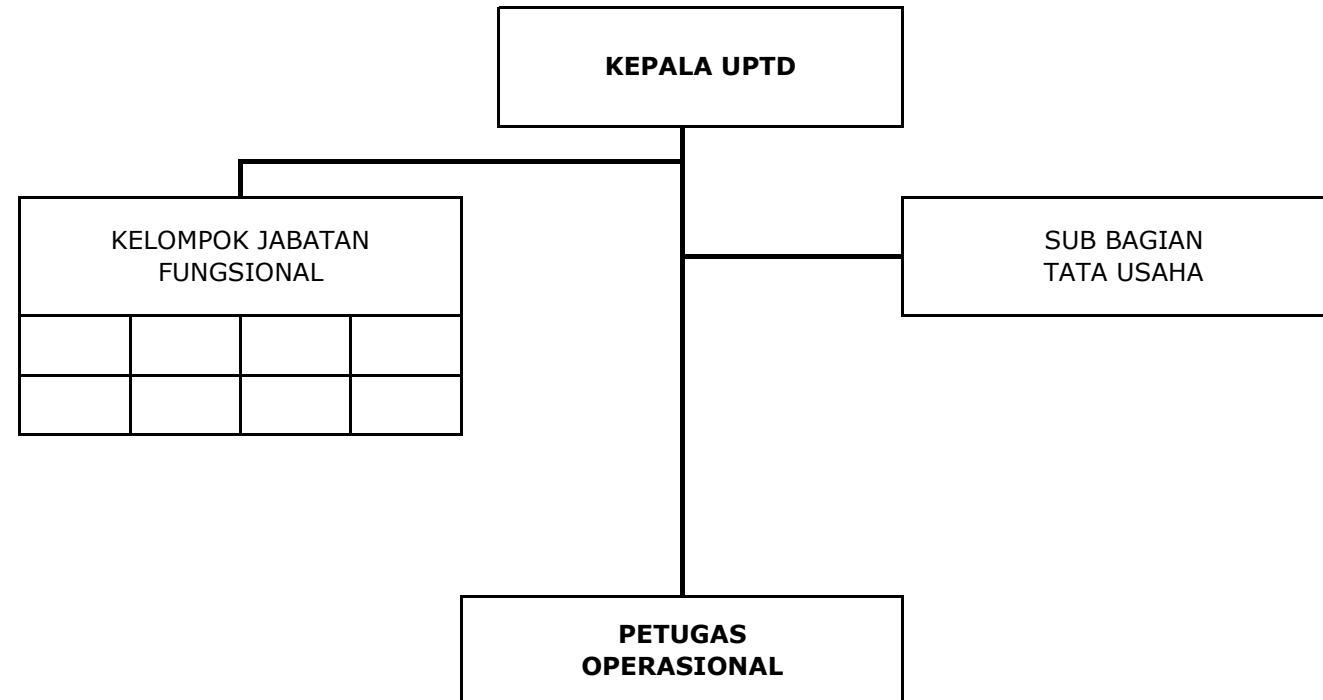 KEPALA UPTD
KELOMPOK JABATAN
FUNGSIONAL
SUB BAGIAN
TATA USAHA
PETUGAS
OPERASIONAL